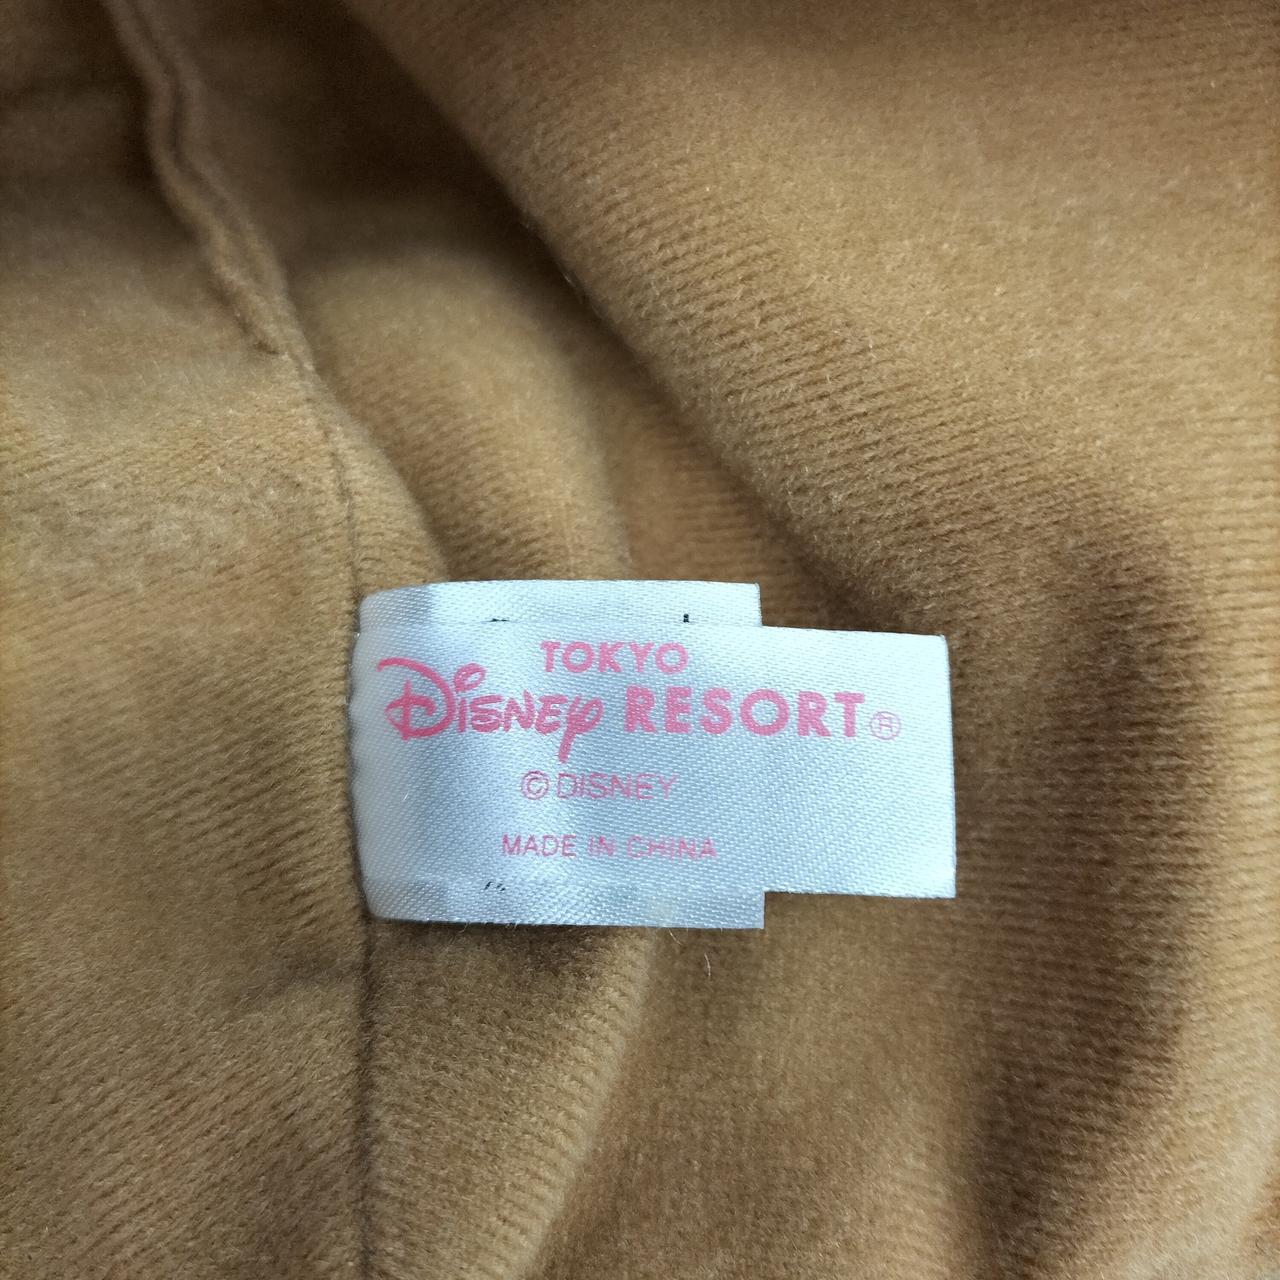 TOKYO
Disney RESORT®
© DISNEY
MADE IN CHINA